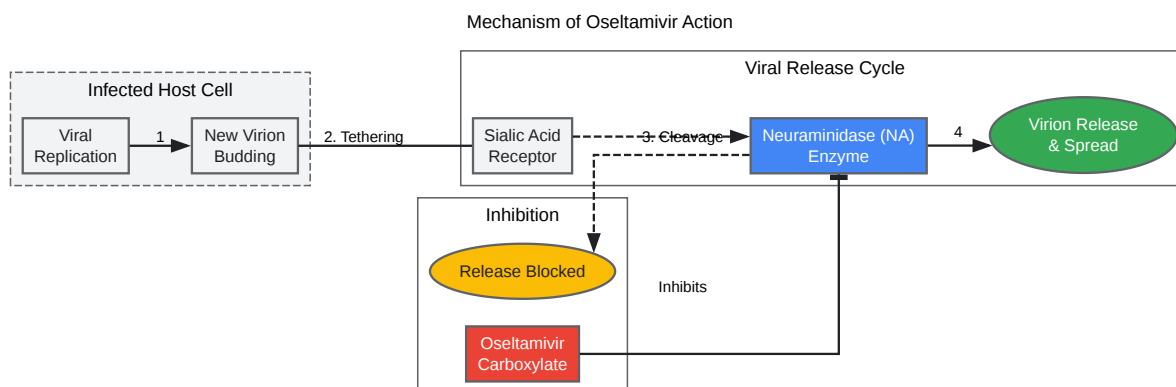 Mechanism of Oseltamivir Action
Viral Release Cycle
Infected Host Cell
Viral
Replication
1
New Virion
Budding
2. Tethering
Sialic Acid
Receptor
3. Cleavage
Neuraminidase (NA)
Enzyme
4
Virion Release
& Spread
Inhibition
Release Blocked
Inhibits
Oseltamivir
Carboxylate